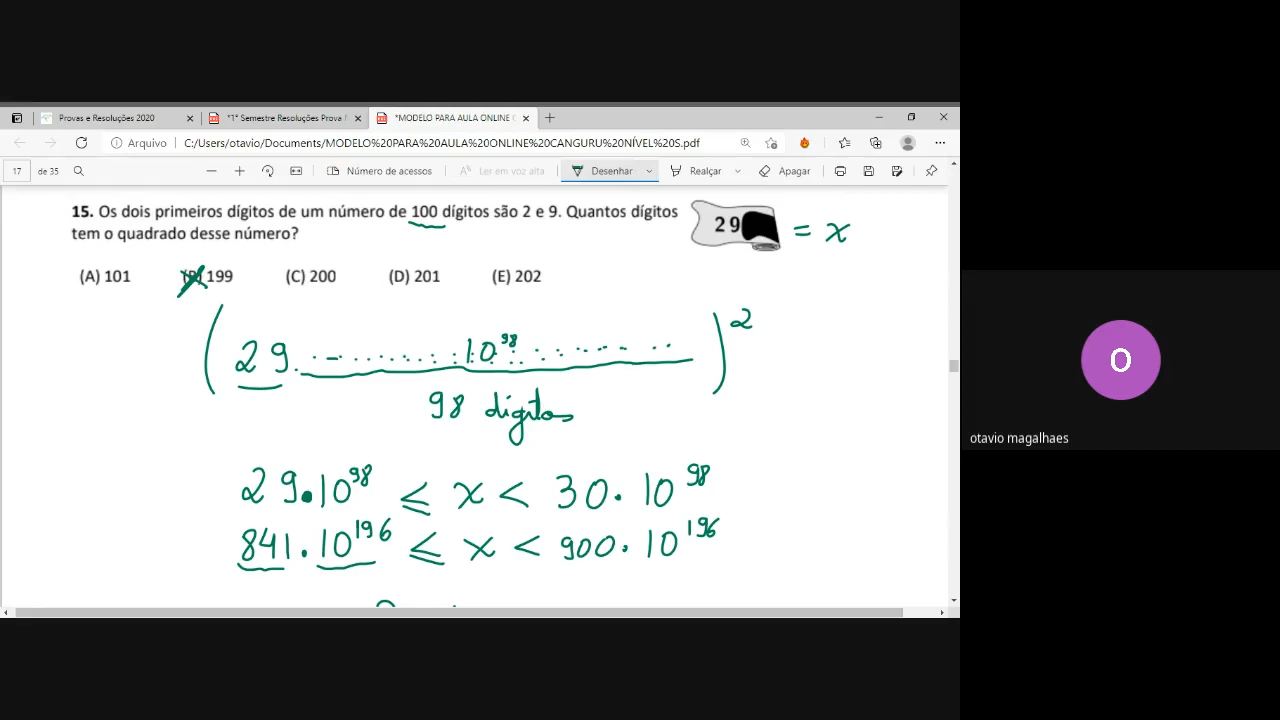 Provas e Resoluções 2020
*1° Semestre Resoluções Prova
*MODELO PARA AULA ONLINE
Arquivo
C:/Users/otavio/Documents/MODELO%20PARA%20AULA%20ONLINE%20CANGURU%20NÍVEL%20S.pdf
17 de 35
Número de acessos
Ler em voz alta
Desenhar
Realçar
Apagar
15. Os dois primeiros dígitos de um número de 100 dígitos são 2 e 9. Quantos dígitos
tem o quadrado desse número?
29 = x
(A) 101 (B) 199 (C) 200 (D) 201 (E) 202
(29. 10^98)^2
98 dígitos
29.10^98 ≤ x < 30.10^98
841.10^196 ≤ x < 900.10^196
O
otavio magalhaes